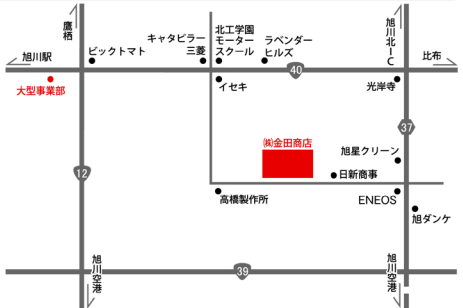 鷹栖
キャタピラー
三菱
北工学園
モーター
スクール
ラベンダー
ヒルズ
旭川北IC
旭川駅
ビックトマト
比布
大型事業部
イセキ
40
光岸寺
㈱金田商店
37
旭星クリーン
12
日新商事
高橋製作所
ENEOS
旭ダンケ
旭川空港
39
旭川空港